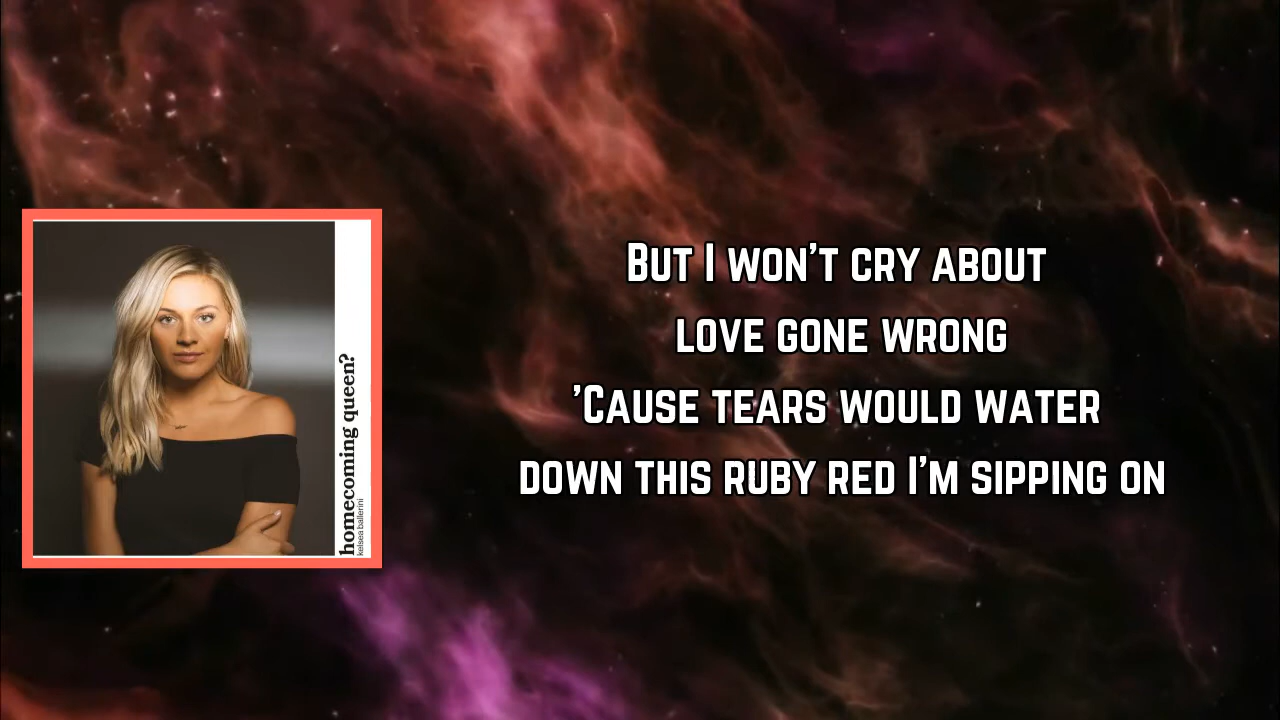 homecoming queen?
kelsea ballerini
But I won't cry about
love gone wrong
'Cause tears would water
down this ruby red I'm sipping on